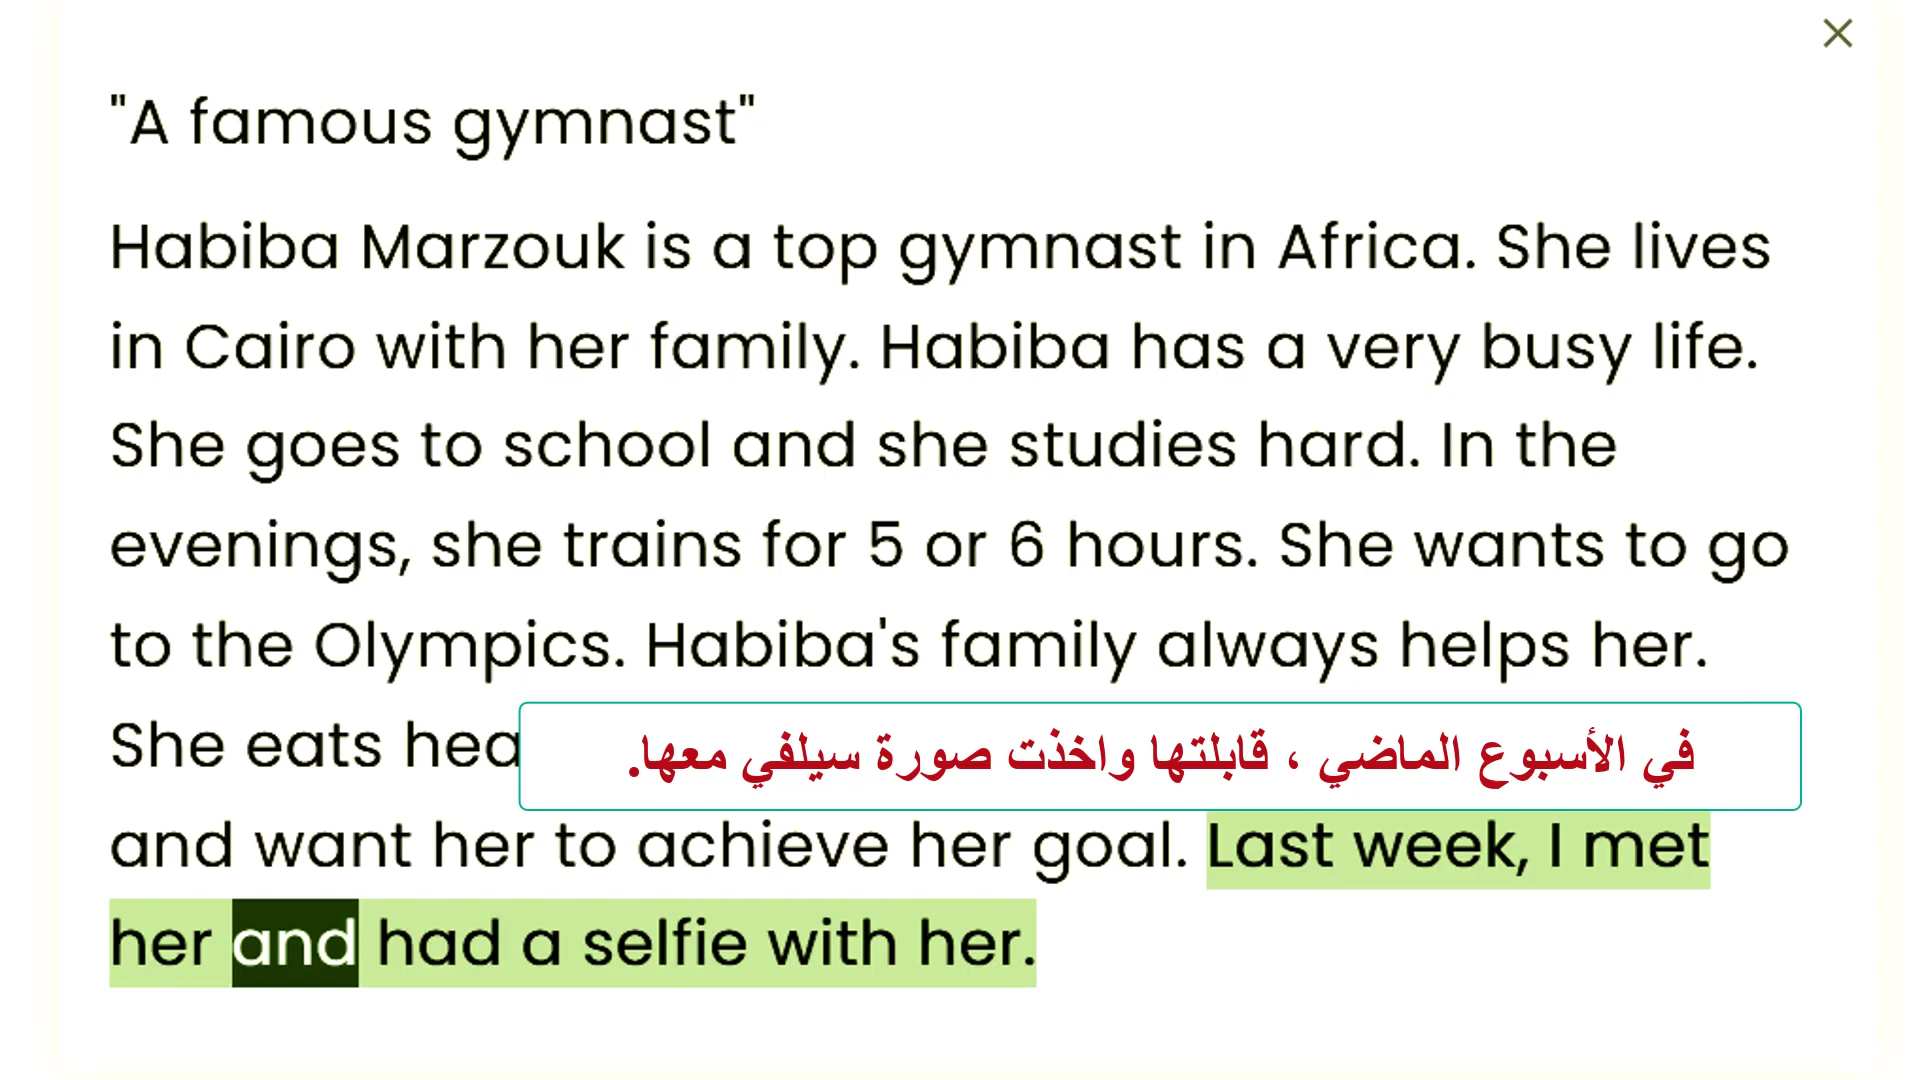 "A famous gymnast"
Habiba Marzouk is a top gymnast in Africa. She lives
in Cairo with her family. Habiba has a very busy life.
She goes to school and she studies hard. In the
evenings, she trains for 5 or 6 hours. She wants to go
to the Olympics. Habiba's family always helps her.
She eats
في الأسبوع الماضي ، قابلتها واخذت صورة سيلفي معها.
and want her to achieve her goal. Last week, I met
her and had a selfie with her.